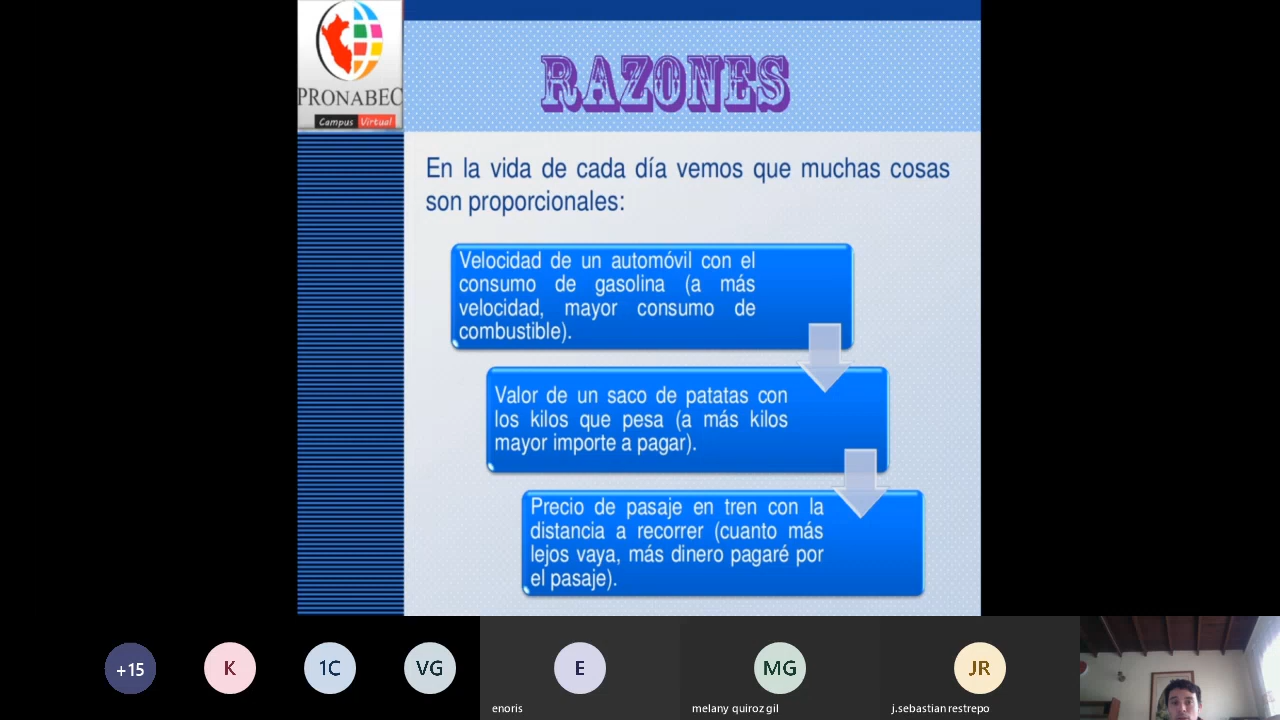 PRONABEC
Campus Virtual
RAZONES
En la vida de cada día vemos que muchas cosas
son proporcionales:
Velocidad de un automóvil con el
consumo de gasolina (a más
velocidad, mayor consumo de
combustible).
Valor de un saco de patatas con
los kilos que pesa (a más kilos
mayor importe a pagar).
Precio de pasaje en tren con la
distancia a recorrer (cuanto más
lejos vaya, más dinero pagaré por
el pasaje).
+15
K
1C
VG
E
MG
JR
enoris
melany quiroz gil
j.sebastian restrepo